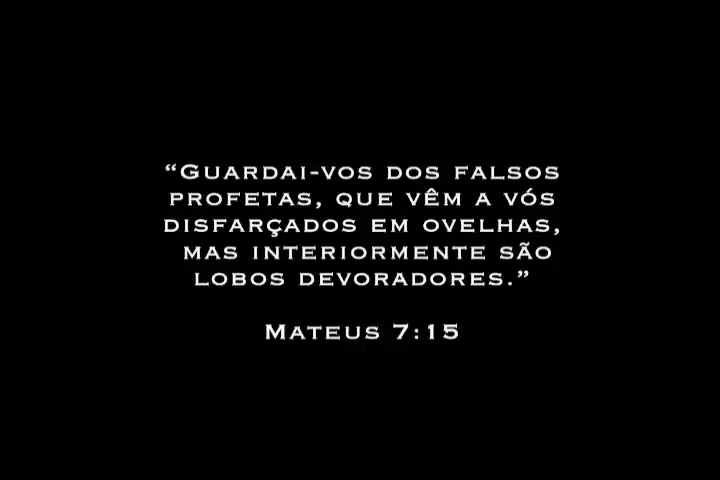 “Guardai-vos dos falsos
profetas, que vêm a vós
disfarçados em ovelhas,
mas interiormente são
lobos devoradores.”
Mateus 7:15